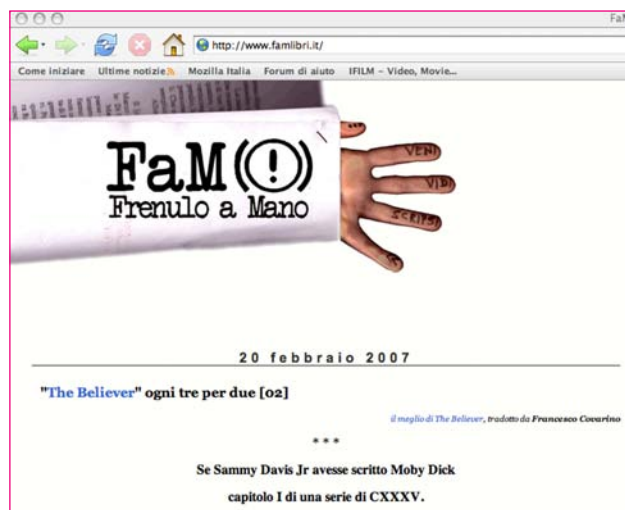 FaM
http://www.famlibri.it/
Come iniziare Ultime notizie Mozilla Italia Forum di aiuto IFILM – Video, Movie...
FaM(!)
Frenulo a Mano
VENI
VIDI
SCRIPSI
20 febbraio 2007
"The Believer" ogni tre per due [02]
il meglio di The Believer, tradotto da Francesco Covarino
* * *
Se Sammy Davis Jr avesse scritto Moby Dick
capitolo I di una serie di CXXXV.